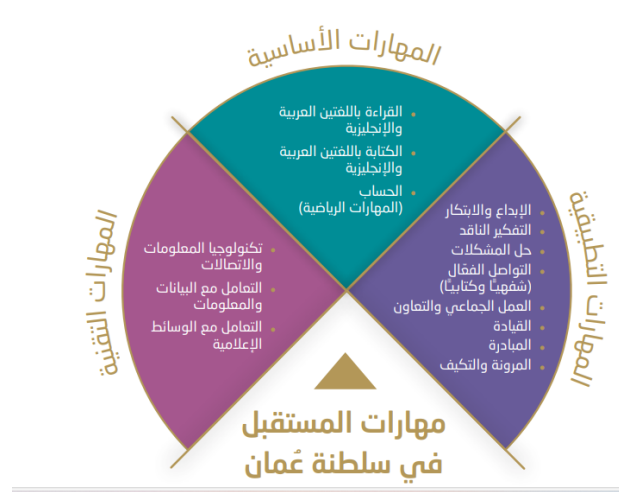 المهارات الأساسية
القراءة باللغتين العربية
والإنجليزية
الكتابة باللغتين العربية
والإنجليزية
الحساب
(المهارات الرياضية)
المهارات التطبيقية
الإبداع والابتكار
التفكير الناقد
حل المشكلات
التواصل الفعّال
(شفهيًا وكتابيًا)
العمل الجماعي والتعاون
القيادة
المبادرة
المرونة والتكيف
المهارات التقنية
تكنولوجيا المعلومات
والاتصالات
التعامل مع البيانات
والمعلومات
التعامل مع الوسائط
الإعلامية
مهارات المستقبل
في سلطنة عُمان